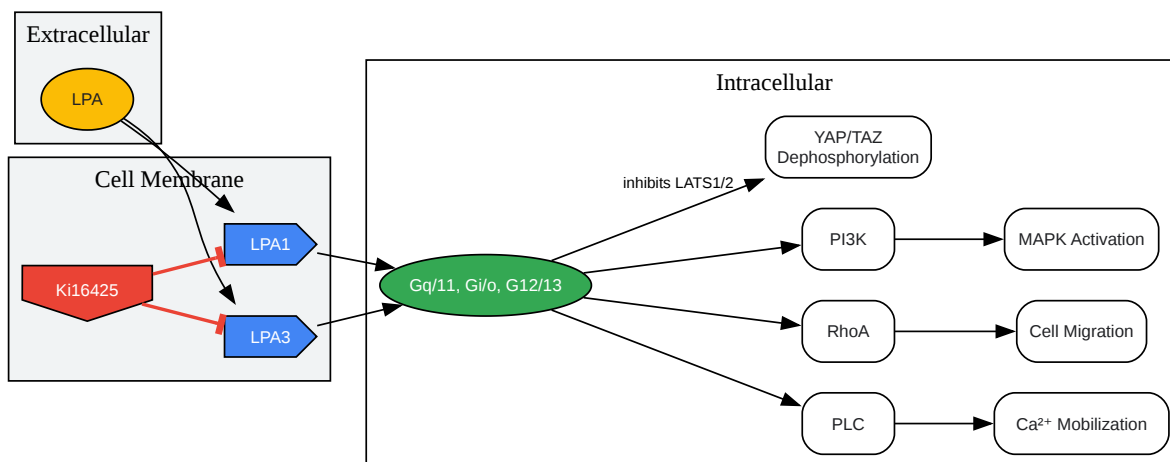 Extracellular
LPA
Cell Membrane
LPA1
Ki16425
LPA3
Intracellular
YAP/TAZ
Dephosphorylation
inhibits LATS1/2
Gq/11, Gi/o, G12/13
PI3K
MAPK Activation
RhoA
Cell Migration
PLC
Ca²⁺ Mobilization